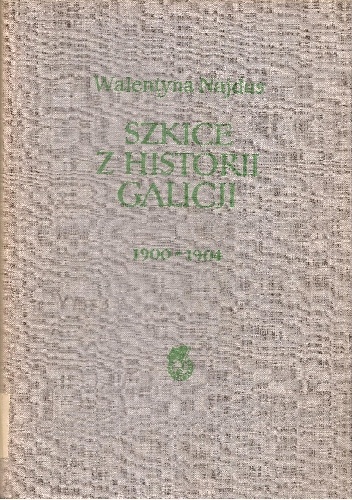 Walentyna Najdus
SZKICE
Z HISTORII
GALICJI
1900-1904